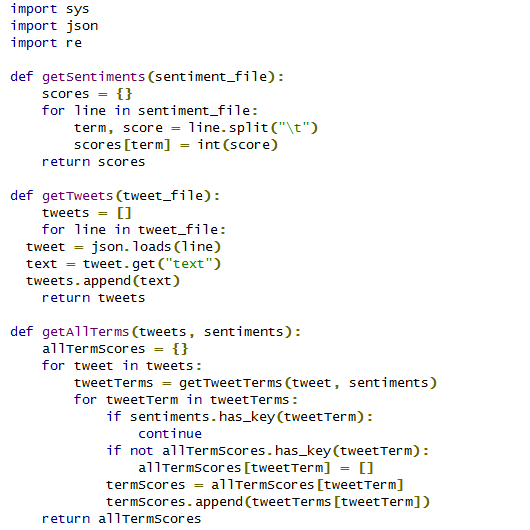 import sys
import json
import re

def getSentiments(sentiment_file):
    scores = {}
    for line in sentiment_file:
        term, score = line.split("\t")
        scores[term] = int(score)
    return scores

def getTweets(tweet_file):
    tweets = []
    for line in tweet_file:
  tweet = json.loads(line)
  text = tweet.get("text")
  tweets.append(text)
    return tweets

def getAllTerms(tweets, sentiments):
    allTermScores = {}
    for tweet in tweets:
        tweetTerms = getTweetTerms(tweet, sentiments)
        for tweetTerm in tweetTerms:
            if sentiments.has_key(tweetTerm):
                continue
            if not allTermScores.has_key(tweetTerm):
                allTermScores[tweetTerm] = []
            termScores = allTermScores[tweetTerm]
            termScores.append(tweetTerms[tweetTerm])
    return allTermScores